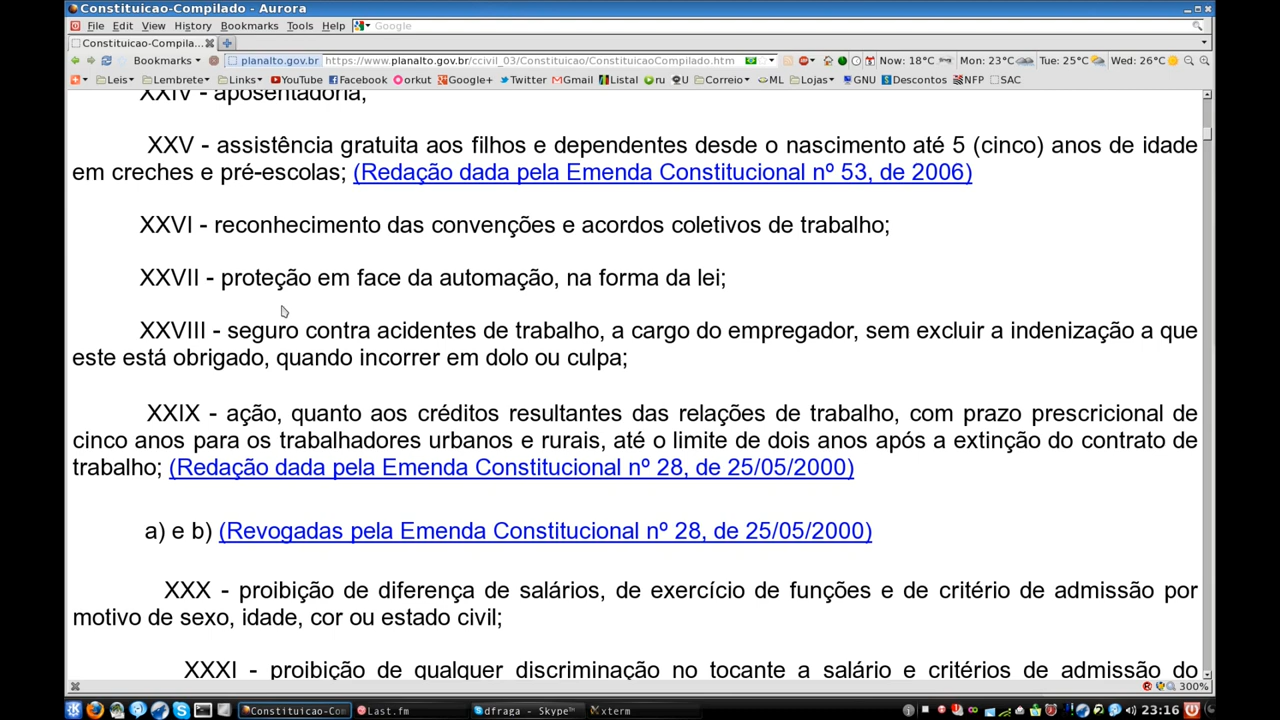 Constituicao-Compilado - Aurora
File Edit View History Bookmarks Tools Help Google
Constituicao-Compila...
Bookmarks planalto.gov.br https://www.planalto.gov.br/ccivil_03/Constituicao/ConstituicaoCompilado.htm Now: 18°C Mon: 23°C Tue: 25°C Wed: 26°C
Leis Lembrete Links YouTube Facebook orkut Google+ Twitter Gmail Listal ru QU Correio ML Lojas GNU Descontos NFP SAC
XXIV - aposentadoria;
XXV - assistência gratuita aos filhos e dependentes desde o nascimento até 5 (cinco) anos de idade
em creches e pré-escolas; (Redação dada pela Emenda Constitucional nº 53, de 2006)
XXVI - reconhecimento das convenções e acordos coletivos de trabalho;
XXVII - proteção em face da automação, na forma da lei;
XXVIII - seguro contra acidentes de trabalho, a cargo do empregador, sem excluir a indenização a que
este está obrigado, quando incorrer em dolo ou culpa;
XXIX - ação, quanto aos créditos resultantes das relações de trabalho, com prazo prescricional de
cinco anos para os trabalhadores urbanos e rurais, até o limite de dois anos após a extinção do contrato de
trabalho; (Redação dada pela Emenda Constitucional nº 28, de 25/05/2000)
a) e b) (Revogadas pela Emenda Constitucional nº 28, de 25/05/2000)
XXX - proibição de diferença de salários, de exercício de funções e de critério de admissão por
motivo de sexo, idade, cor ou estado civil;
XXXI - proibição de qualquer discriminação no tocante a salário e critérios de admissão do
300%
Constituicao-Com Last.fm dfraga - Skype™ xterm 23:16